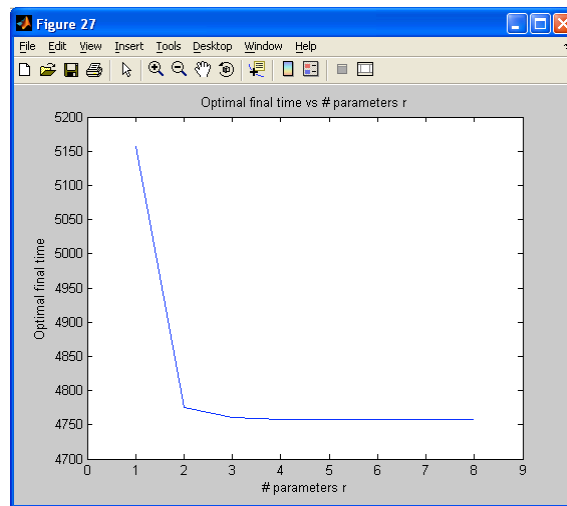 Figure 27
File Edit View Insert Tools Desktop Window Help
Optimal final time vs # parameters r
5200
5150
5100
5050
5000
4950
4900
4850
4800
4750
4700
Optimal final time
0 1 2 3 4 5 6 7 8 9
# parameters r